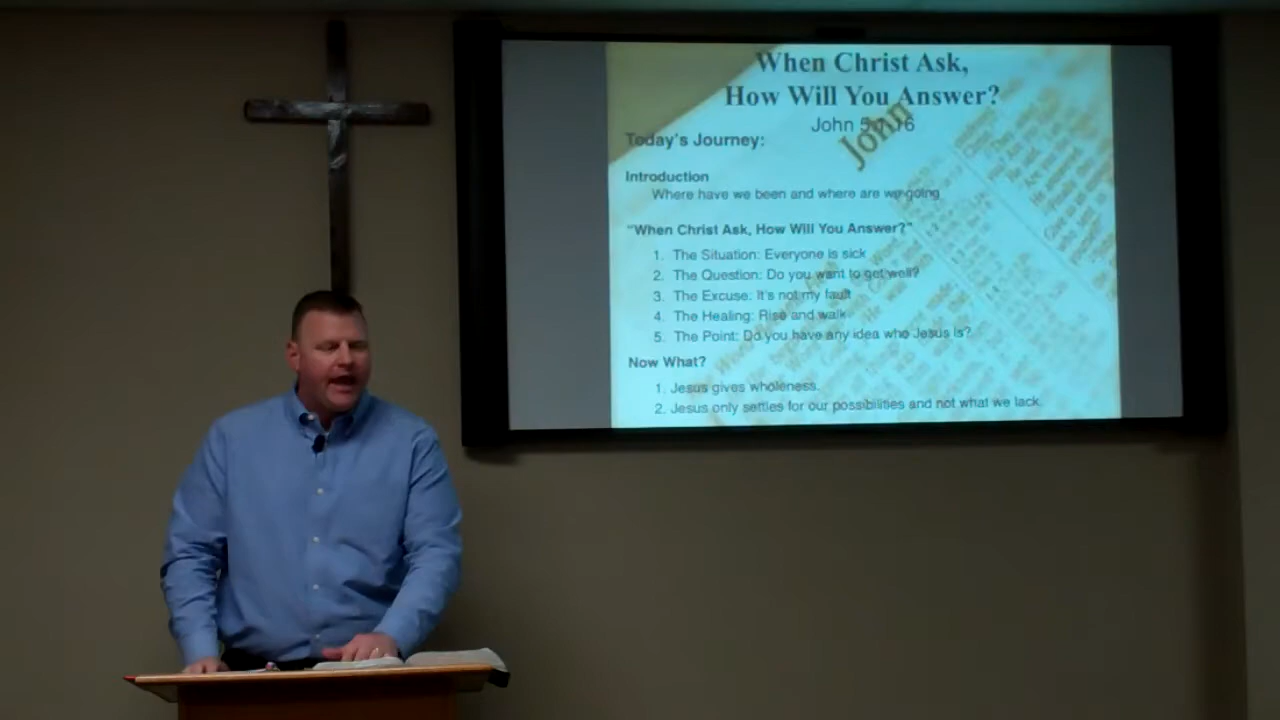 When Christ Ask,
How Will You Answer?
John 16
John
Today's Journey:
Introduction
Where have we been and where are we going
"When Christ Ask, How Will You Answer?"
1. The Situation: Everyone is sick
2. The Question: Do you want to get well?
3. The Excuse: It's not my fault
4. The Healing: Rise and walk
5. The Point: Do you have any idea who Jesus is?
Now What?
1. Jesus gives wholeness.
2. Jesus only settles for our possibilities and not what we lack.